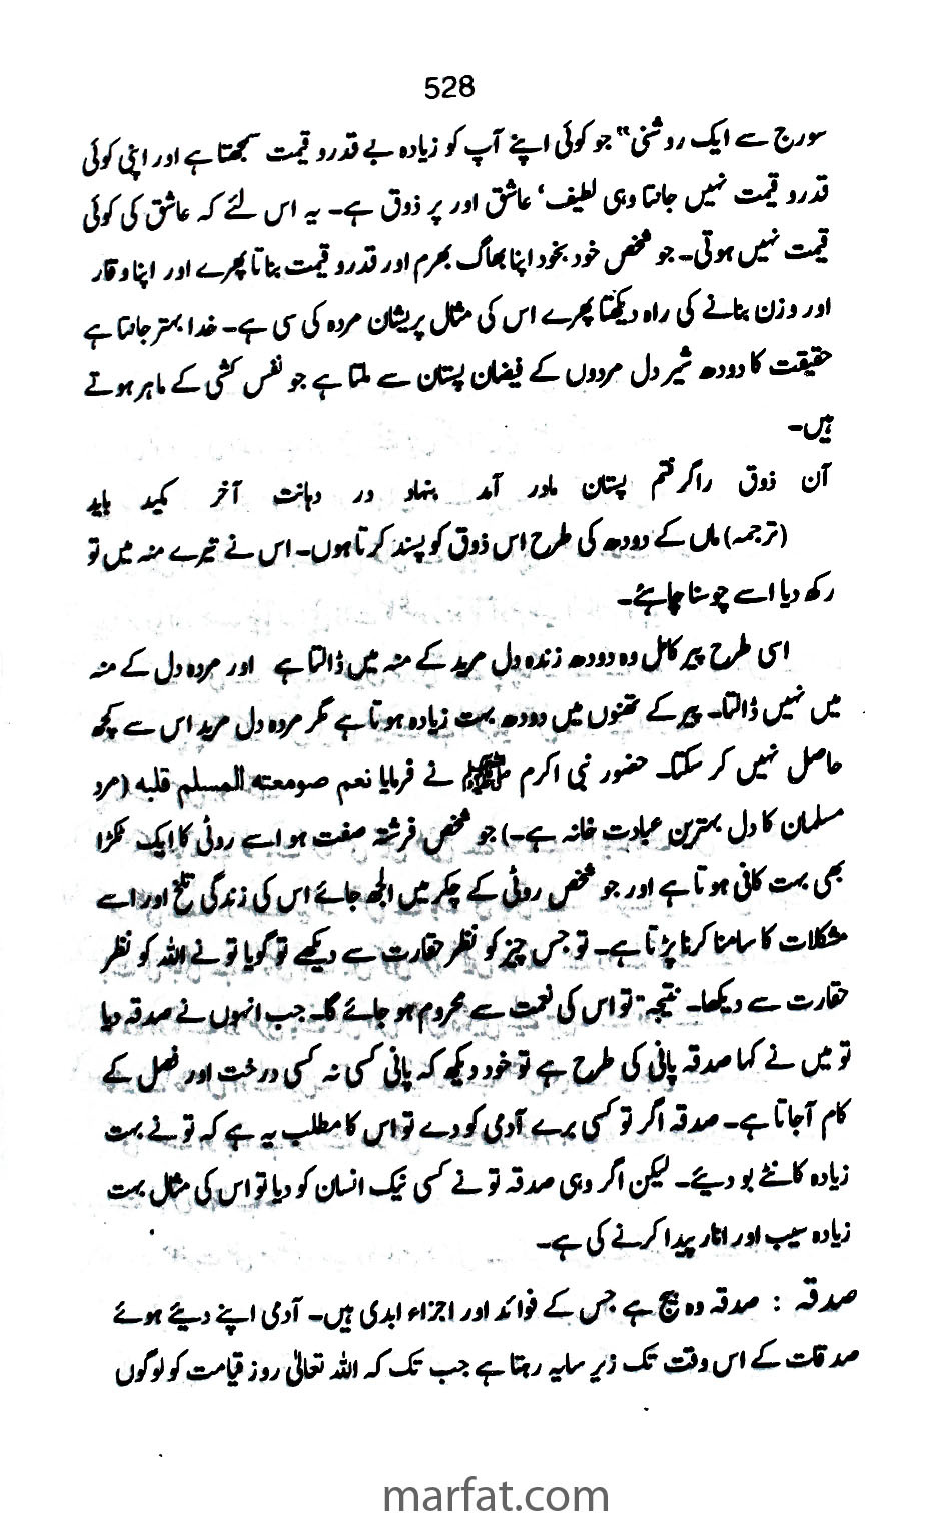 528
سورج سے ایک روشنی" جو کوئی اپنے آپ کو زیادہ بے قدرو قیمت سمجھتا ہے اور اپنی کوئی
قدرو قیمت نہیں جانتا وہی لطیف‘ عاشق اور پر ذوق ہے۔ یہ اس لئے کہ عاشق کی کوئی
قیمت نہیں ہوتی۔ جو شخص خود بخود اپنا بھاگ بھرم اور قدرو قیمت بناتا پھرے اور اپنا وقار
اور وزن بنانے کی راہ دیکھتا پھرے اس کی مثال پریشان مردہ کی سی ہے۔ خدا بہتر جانتا ہے
حقیقت کا دودھ شیر دل مردوں کے فیضان پستان سے ملتا ہے جو نفس کشی کے ماہر ہوتے
ہیں۔
آن ذوق راگرفتم پستان مادر آمد بنهاد در دہانت آخر مکید باید
(ترجمہ) ماں کے دودھ کی طرح اس ذوق کو پسند کرتا ہوں۔ اس نے تیرے منہ میں تو
رکھ دیا اسے چوسنا چاہئے۔
اسی طرح پیر کامل وہ دودھ زندہ دل مرید کے منہ میں ڈالتا ہے اور مردہ دل کے منہ
میں نہیں ڈالتا۔ پیر کے تھنوں میں دودھ بہت زیادہ ہوتا ہے مگر مردہ دل مرید اس سے کچھ
حاصل نہیں کر سکتا۔ حضور نبی اکرم ﷺ نے فرمایا نعم صومعته المسلم قلبه (مرد
مسلمان کا دل بہترین عبادت خانہ ہے۔) جو شخص فرشتہ صفت ہو اسے روٹی کا ایک ٹکڑا
بھی بہت کافی ہوتا ہے اور جو شخص روٹی کے چکر میں الجھ جائے اس کی زندگی تلخ اور اسے
مشکلات کا سامنا کرنا پڑتا ہے۔ تو جس چیز کو نظر حقارت سے دیکھے تو گویا تو نے اللہ کو نظر
حقارت سے دیکھا۔ نتیجہ" تو اس کی نعمت سے محروم ہو جائے گا۔ جب انہوں نے صدقہ دیا
تو میں نے کہا صدقہ پانی کی طرح ہے تو خود دیکھ کہ پانی کسی نہ کسی درخت اور فصل کے
کام آجاتا ہے۔ صدقہ اگر تو کسی برے آدمی کو دے تو اس کا مطلب یہ ہے کہ تو نے بہت
زیادہ کانٹے بو دیئے۔ لیکن اگر وہی صدقہ تو نے کسی نیک انسان کو دیا تو اس کی مثال بہت
زیادہ سیب اور انار پیدا کرنے کی ہے۔
صدقہ : صدقہ وہ بیج ہے جس کے فوائد اور اجزاء ابدی ہیں۔ آدمی اپنے دیئے ہوئے
صدقات کے اس وقت تک زیر سایہ رہتا ہے جب تک کہ اللہ تعالیٰ روز قیامت کو لوگوں
marfat.com